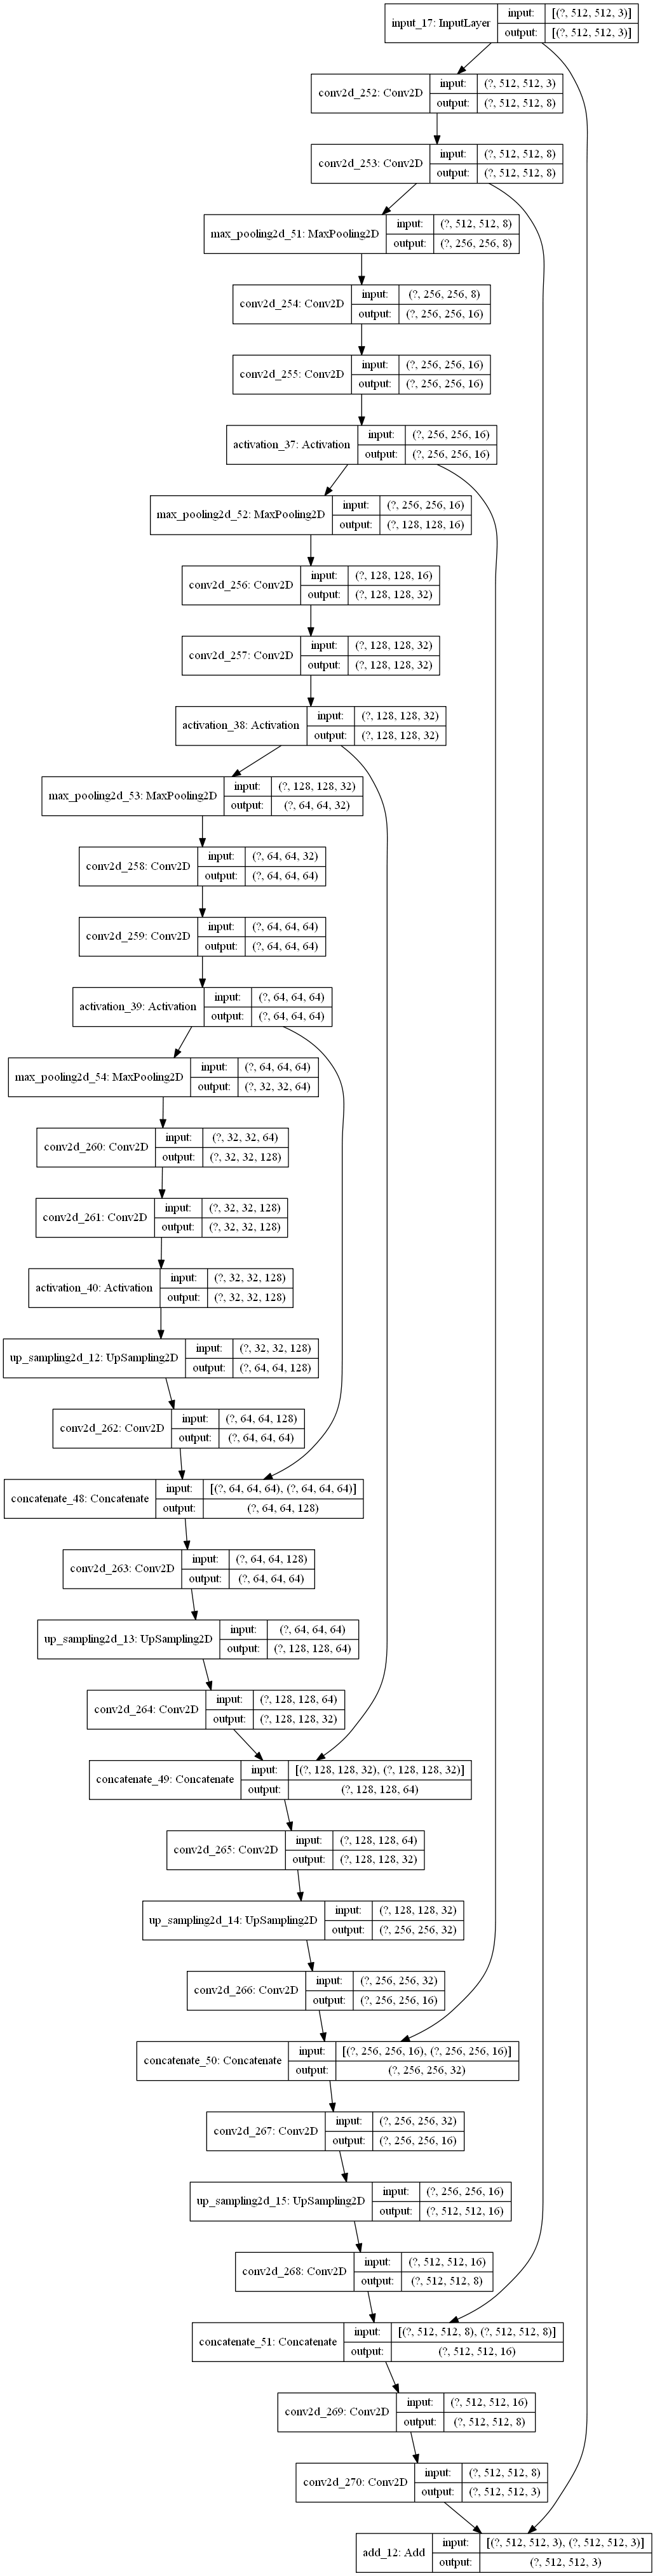 input_17: InputLayer input: [(?, 512, 512, 3)]
output: [(?, 512, 512, 3)]
conv2d_252: Conv2D input: (?, 512, 512, 3)
output: (?, 512, 512, 8)
conv2d_253: Conv2D input: (?, 512, 512, 8)
output: (?, 512, 512, 8)
max_pooling2d_51: MaxPooling2D input: (?, 512, 512, 8)
output: (?, 256, 256, 8)
conv2d_254: Conv2D input: (?, 256, 256, 8)
output: (?, 256, 256, 16)
conv2d_255: Conv2D input: (?, 256, 256, 16)
output: (?, 256, 256, 16)
activation_37: Activation input: (?, 256, 256, 16)
output: (?, 256, 256, 16)
max_pooling2d_52: MaxPooling2D input: (?, 256, 256, 16)
output: (?, 128, 128, 16)
conv2d_256: Conv2D input: (?, 128, 128, 16)
output: (?, 128, 128, 32)
conv2d_257: Conv2D input: (?, 128, 128, 32)
output: (?, 128, 128, 32)
activation_38: Activation input: (?, 128, 128, 32)
output: (?, 128, 128, 32)
max_pooling2d_53: MaxPooling2D input: (?, 128, 128, 32)
output: (?, 64, 64, 32)
conv2d_258: Conv2D input: (?, 64, 64, 32)
output: (?, 64, 64, 64)
conv2d_259: Conv2D input: (?, 64, 64, 64)
output: (?, 64, 64, 64)
activation_39: Activation input: (?, 64, 64, 64)
output: (?, 64, 64, 64)
max_pooling2d_54: MaxPooling2D input: (?, 64, 64, 64)
output: (?, 32, 32, 64)
conv2d_260: Conv2D input: (?, 32, 32, 64)
output: (?, 32, 32, 128)
conv2d_261: Conv2D input: (?, 32, 32, 128)
output: (?, 32, 32, 128)
activation_40: Activation input: (?, 32, 32, 128)
output: (?, 32, 32, 128)
up_sampling2d_12: UpSampling2D input: (?, 32, 32, 128)
output: (?, 64, 64, 128)
conv2d_262: Conv2D input: (?, 64, 64, 128)
output: (?, 64, 64, 64)
concatenate_48: Concatenate input: [(?, 64, 64, 64), (?, 64, 64, 64)]
output: (?, 64, 64, 128)
conv2d_263: Conv2D input: (?, 64, 64, 128)
output: (?, 64, 64, 64)
up_sampling2d_13: UpSampling2D input: (?, 64, 64, 64)
output: (?, 128, 128, 64)
conv2d_264: Conv2D input: (?, 128, 128, 64)
output: (?, 128, 128, 32)
concatenate_49: Concatenate input: [(?, 128, 128, 32), (?, 128, 128, 32)]
output: (?, 128, 128, 64)
conv2d_265: Conv2D input: (?, 128, 128, 64)
output: (?, 128, 128, 32)
up_sampling2d_14: UpSampling2D input: (?, 128, 128, 32)
output: (?, 256, 256, 32)
conv2d_266: Conv2D input: (?, 256, 256, 32)
output: (?, 256, 256, 16)
concatenate_50: Concatenate input: [(?, 256, 256, 16), (?, 256, 256, 16)]
output: (?, 256, 256, 32)
conv2d_267: Conv2D input: (?, 256, 256, 32)
output: (?, 256, 256, 16)
up_sampling2d_15: UpSampling2D input: (?, 256, 256, 16)
output: (?, 512, 512, 16)
conv2d_268: Conv2D input: (?, 512, 512, 16)
output: (?, 512, 512, 8)
concatenate_51: Concatenate input: [(?, 512, 512, 8), (?, 512, 512, 8)]
output: (?, 512, 512, 16)
conv2d_269: Conv2D input: (?, 512, 512, 16)
output: (?, 512, 512, 8)
conv2d_270: Conv2D input: (?, 512, 512, 8)
output: (?, 512, 512, 3)
add_12: Add input: [(?, 512, 512, 3), (?, 512, 512, 3)]
output: (?, 512, 512, 3)